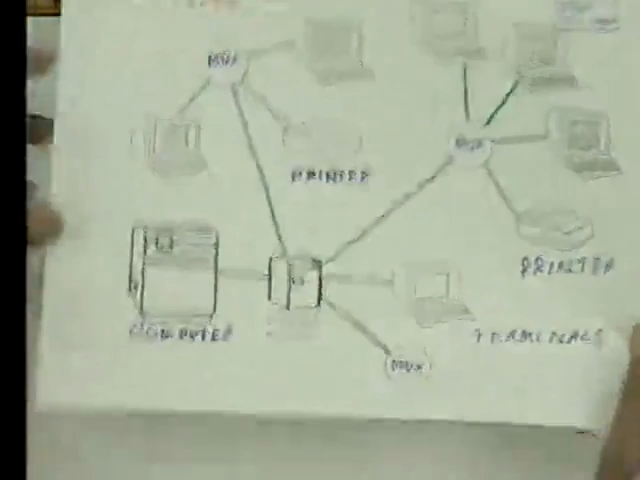 MUX
PRINTER
MUX
PRINTER
COMPUTER
TERMINALS
MUX